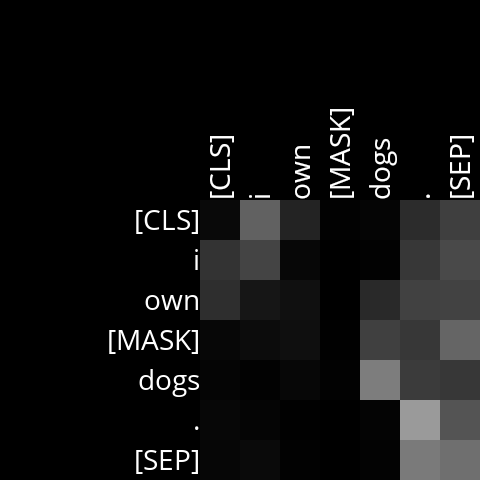 [CLS] i own [MASK] dogs . [SEP]
[CLS]
i
own
[MASK]
dogs
.
[SEP]